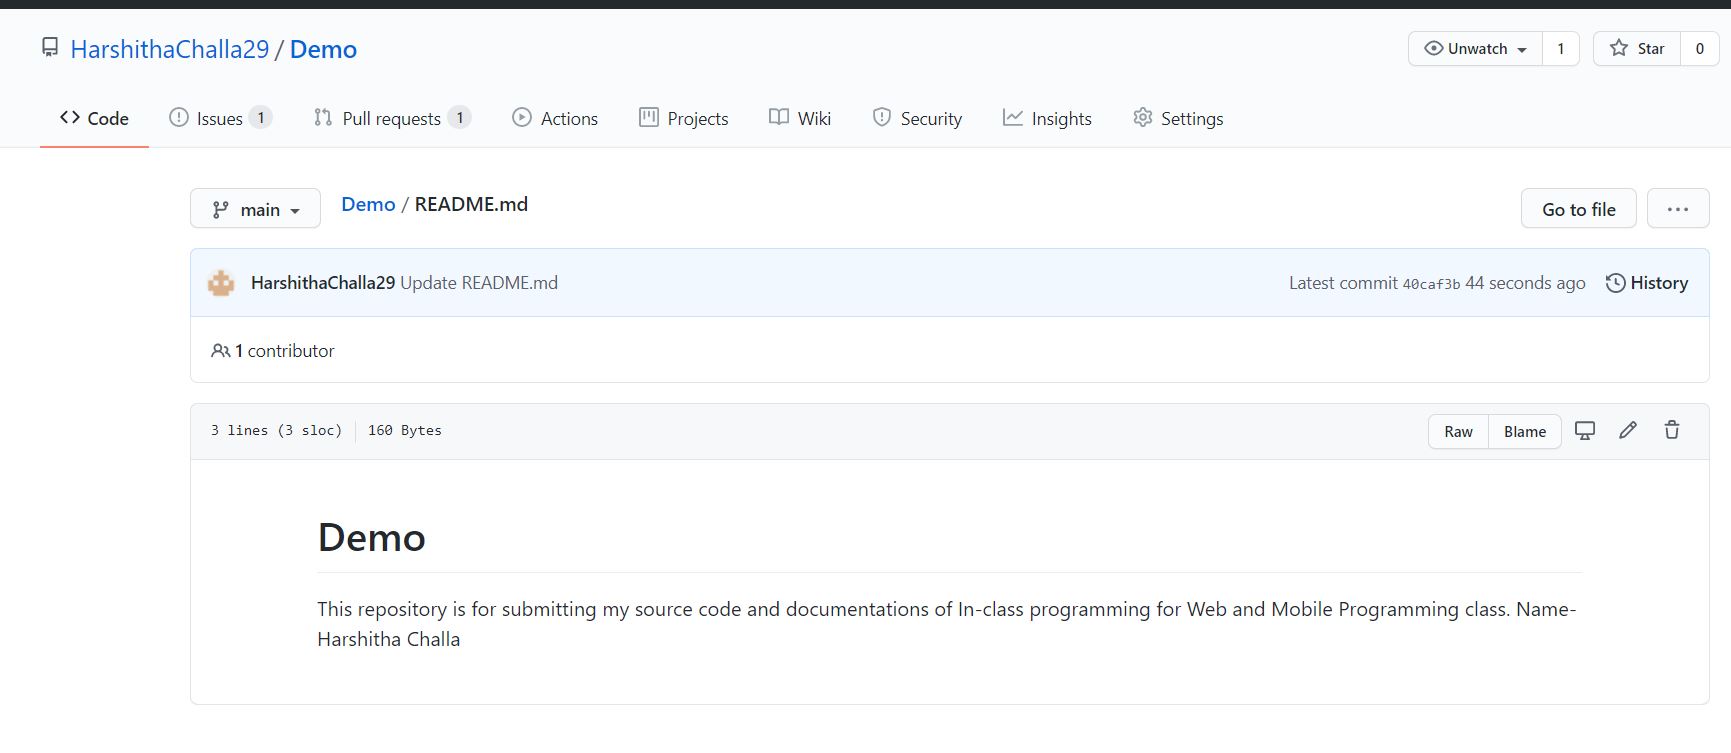 HarshithaChalla29 / Demo
Unwatch 1 Star 0
Code Issues 1 Pull requests 1 Actions Projects Wiki Security Insights Settings
main Demo / README.md Go to file ...
HarshithaChalla29 Update README.md Latest commit 40caf3b 44 seconds ago History
1 contributor
3 lines (3 sloc) 160 Bytes Raw Blame
Demo
This repository is for submitting my source code and documentations of In-class programming for Web and Mobile Programming class. Name-
Harshitha Challa